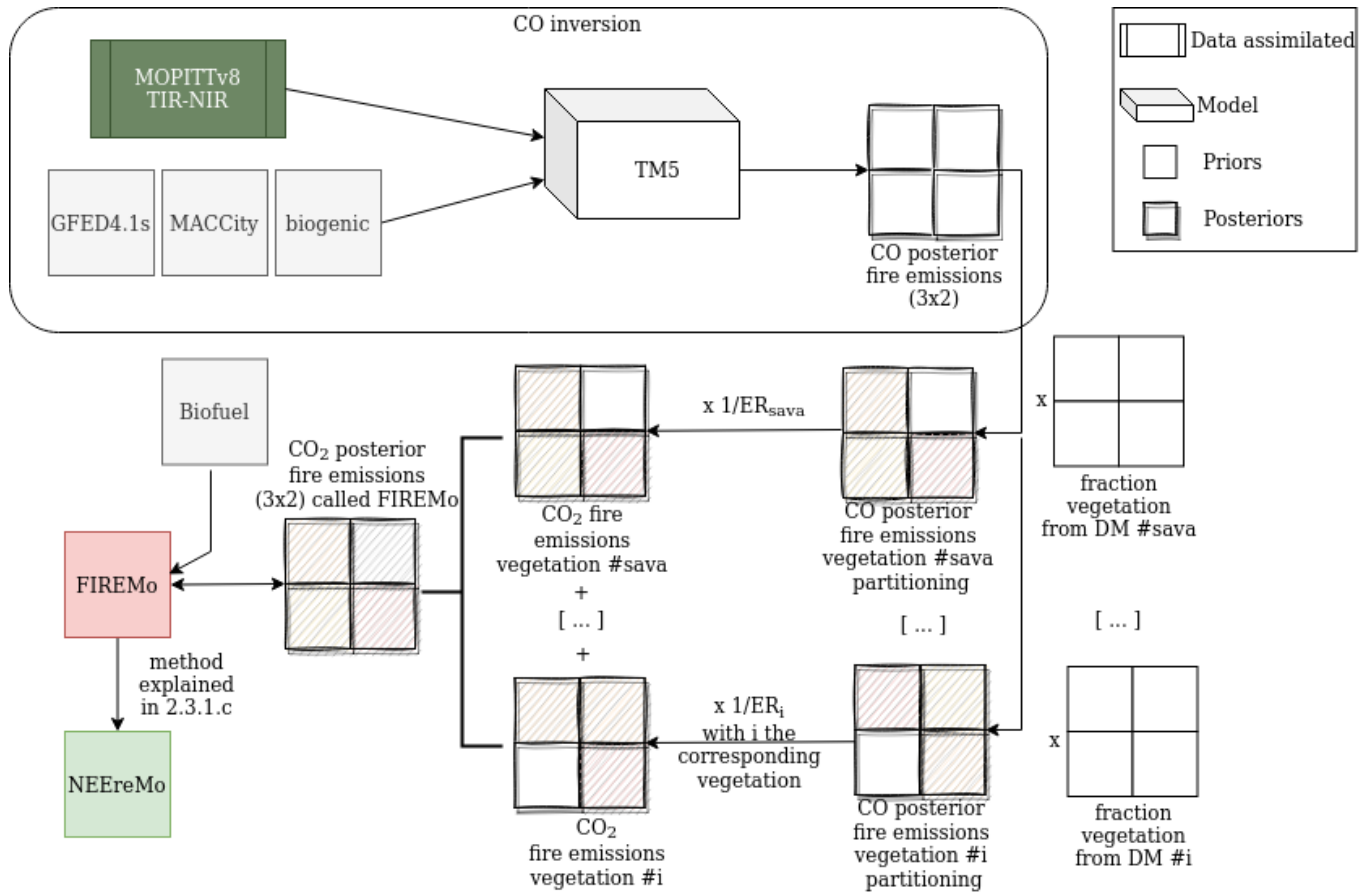 CO inversion
MOPITTv8
TIR-NIR
GFED4.1s
MACCity
biogenic
TM5
CO posterior
fire emissions
(3x2)
Data assimilated
Model
Priors
Posteriors
Biofuel
CO₂ posterior
fire emissions
(3x2) called FIREMo
FIREMo
method
explained
in 2.3.1.c
NEEreMo
CO₂ fire
emissions
vegetation #sava
+
[ ... ]
+
CO₂
fire emissions
vegetation #i
x 1/ERsava
x 1/ERi
with i the
corresponding
vegetation
CO posterior
fire emissions
vegetation #sava
partitioning
[ ... ]
CO posterior
fire emissions
vegetation #i
partitioning
x
fraction
vegetation
from DM #sava
[ ... ]
x
fraction
vegetation
from DM #i